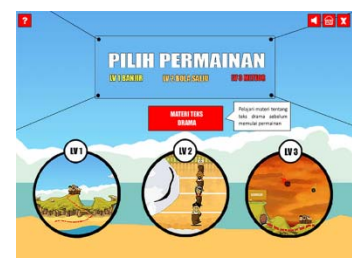 ?
X
PILIH PERMAINAN
LV 1 BANJIR LV 2 BOLA SALJU LV 3 METEOR
MATERI TEKS
DRAMA
Pelajari materi tentang
teks drama sebelum
memulai permainan
LV 1
LV 2
LV 3